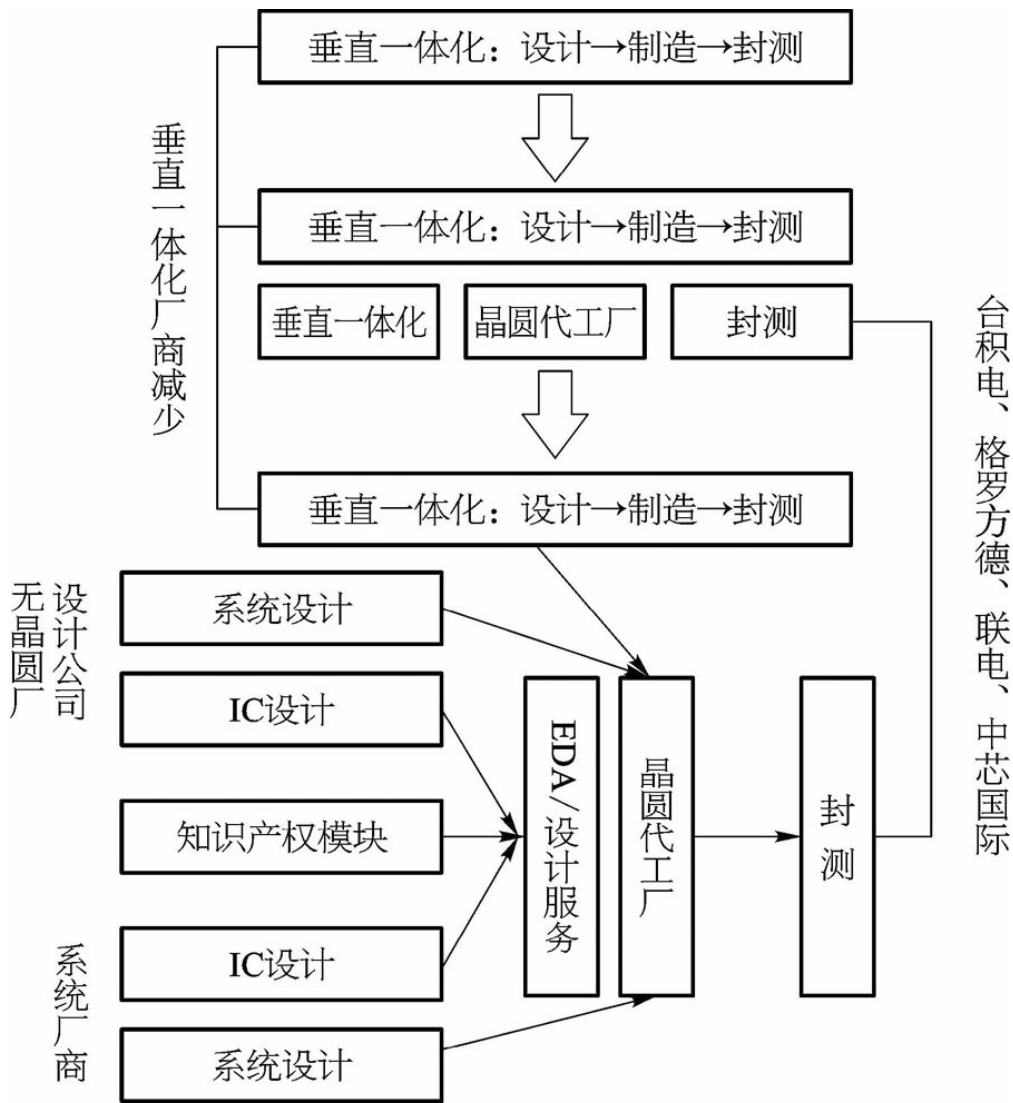 垂直一体化：设计→制造→封测
垂直一体化厂商减少
垂直一体化：设计→制造→封测
垂直一体化
晶圆代工厂
封测
台积电、格罗方德、联电、中芯国际
垂直一体化：设计→制造→封测
设计公司
无晶圆厂
系统设计
IC设计
知识产权模块
IC设计
系统设计
系统厂商
EDA/设计服务
晶圆代工厂
封测